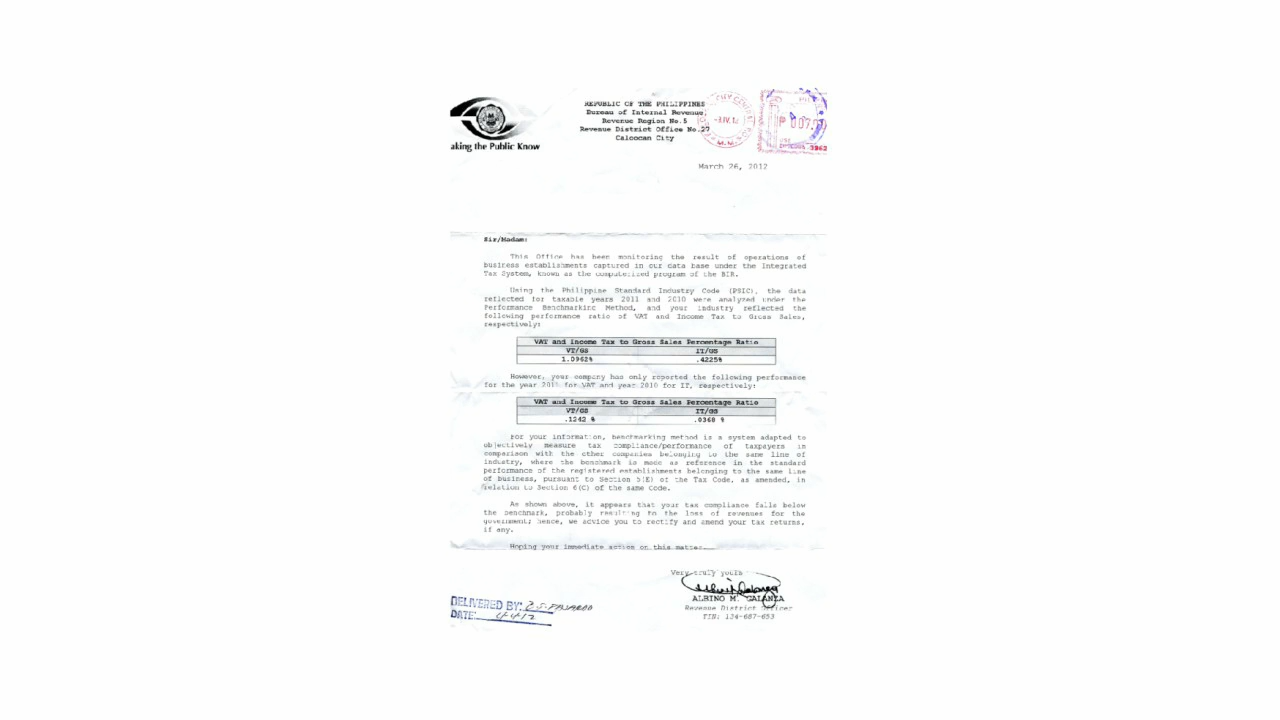 aking the Public Know
REPUBLIC OF THE PHILIPPINES
Bureau of Internal Revenue
Revenue Region No.5
Revenue District Office No.27
Caloocan City
March 26, 2012
Sir/Madam:
This Office has been monitoring the result of operations of
business establishments captured in our data base under the Integrated
Tax System, known as the computerized program of the BIR.
Using the Philippine Standard Industry Code (PSIC), the data
reflected for taxable years 2011 and 2010 were analyzed under the
Performance Benchmarking Method, and your industry reflected the
following performance ratio of VAT and Income Tax to Gross Sales,
respectively:
VAT and Income Tax to Gross Sales Percentage Ratio
VT/GS IT/GS
1.0962% .4225%
However, your company has only reported the following performance
for the year 2011 for VAT and year 2010 for IT, respectively:
VAT and Income Tax to Gross Sales Percentage Ratio
VT/GS IT/GS
.1242 % .0368 %
For your information, benchmarking method is a system adapted to
objectively measure tax compliance/performance of taxpayers in
comparison with the other companies belonging to the same line of
industry, where the benchmark is made as reference in the standard
performance of the registered establishments belonging to the same line
of business, pursuant to Section 5(E) of the Tax Code, as amended, in
relation to Section 6(C) of the same Code.
As shown above, it appears that your tax compliance falls below
the benchmark, probably resulting to the loss of revenues for the
government; hence, we advice you to rectify and amend your tax returns,
if any.
Hoping your immediate action on this matter.
Very truly yours
ALBINO M. GALANZA
Revenue District Officer
TIN: 134-687-653
DELIVERED BY:
DATE: 4-4-12